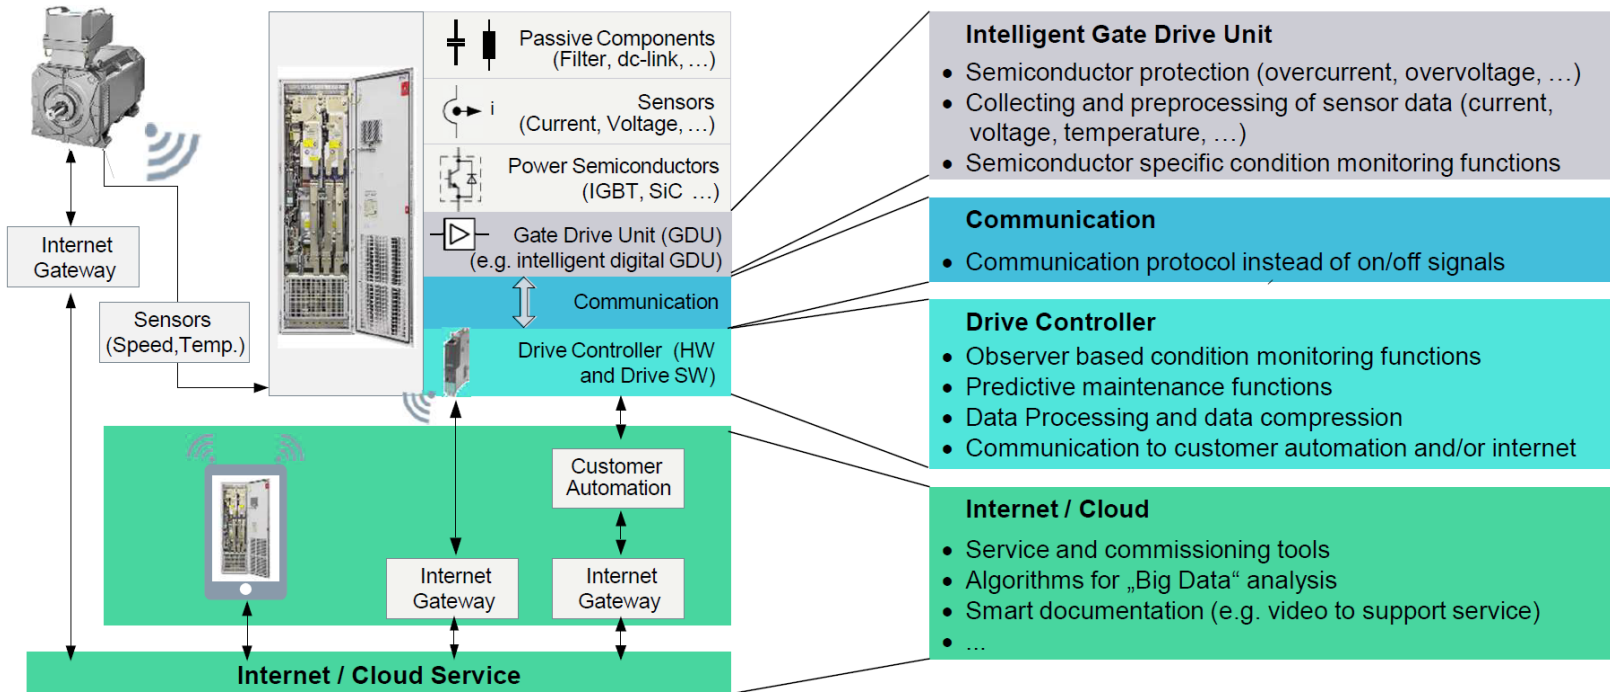 Passive Components
(Filter, dc-link, …)
i
Sensors
(Current, Voltage, …)
Power Semiconductors
(IGBT, SiC …)
Gate Drive Unit (GDU)
(e.g. intelligent digital GDU)
Communication
Drive Controller (HW
and Drive SW)
Internet
Gateway
Sensors
(Speed,Temp.)
Customer
Automation
Internet
Gateway
Internet
Gateway
Internet / Cloud Service
Intelligent Gate Drive Unit
• Semiconductor protection (overcurrent, overvoltage, …)
• Collecting and preprocessing of sensor data (current,
voltage, temperature, …)
• Semiconductor specific condition monitoring functions
Communication
• Communication protocol instead of on/off signals
Drive Controller
• Observer based condition monitoring functions
• Predictive maintenance functions
• Data Processing and data compression
• Communication to customer automation and/or internet
Internet / Cloud
• Service and commissioning tools
• Algorithms for „Big Data“ analysis
• Smart documentation (e.g. video to support service)
• ...